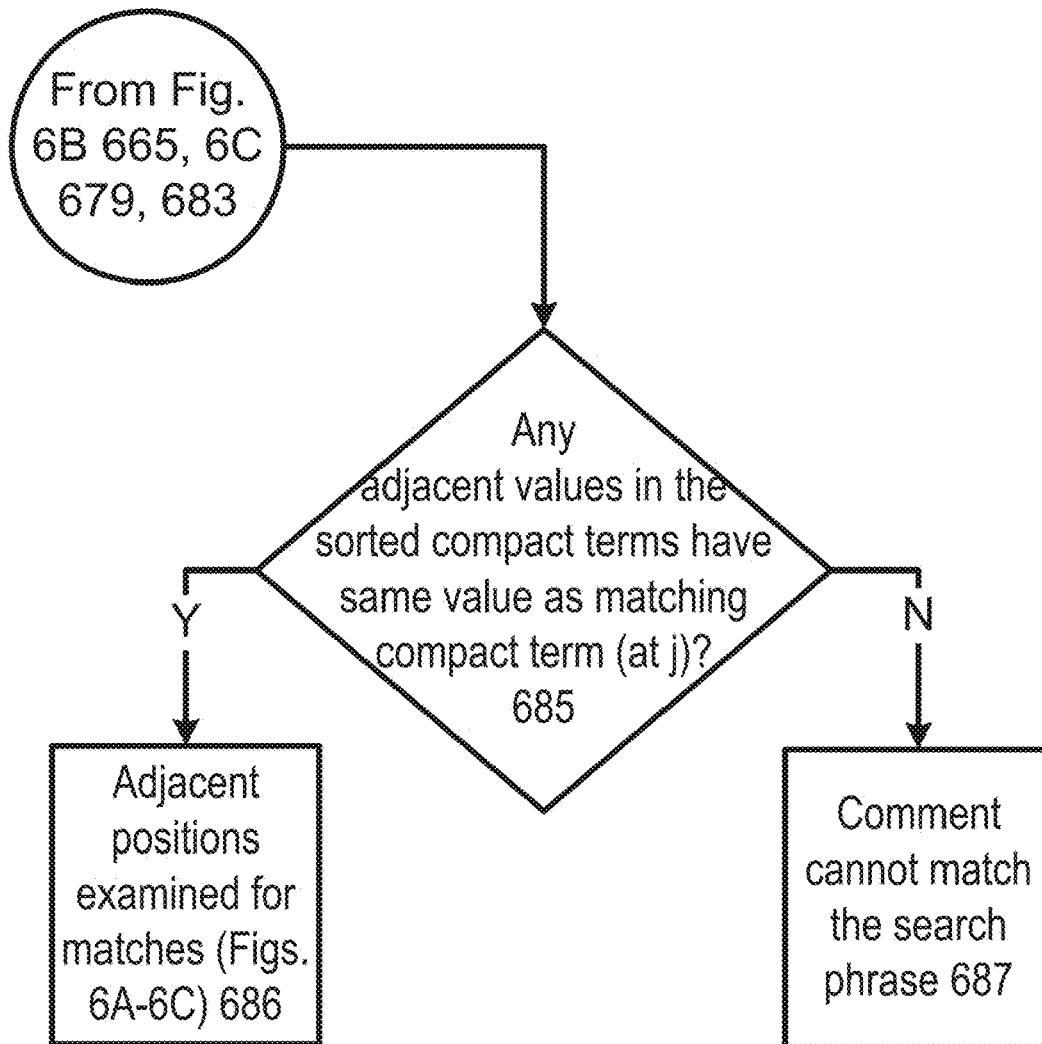 From Fig.
6B 665, 6C
679, 683
Any
adjacent values in the
sorted compact terms have
same value as matching
compact term (at j)?
685
Y
N
Adjacent
positions
examined for
matches (Figs.
6A-6C) 686
Comment
cannot match
the search
phrase 687